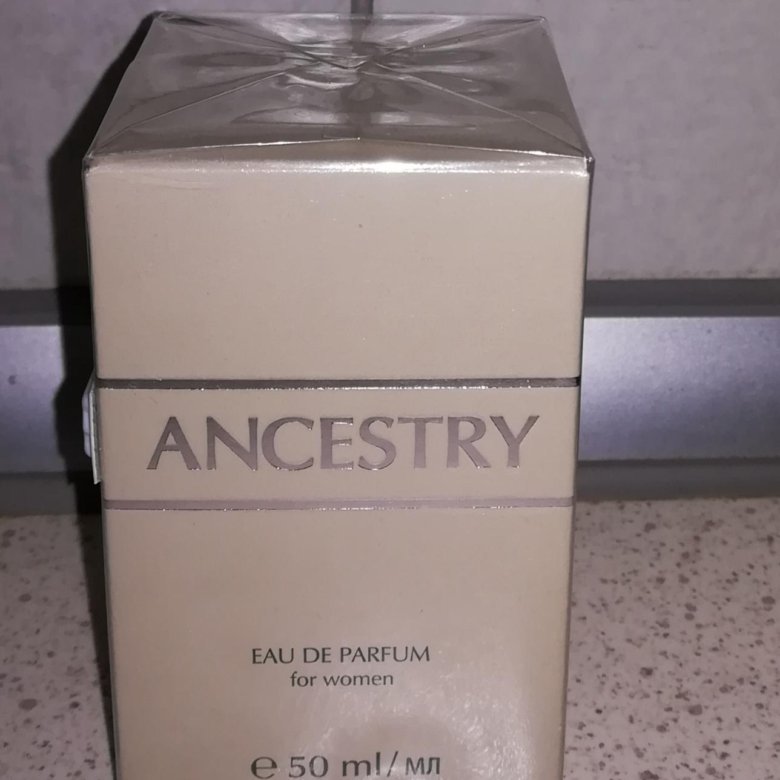 ANCESTRY
EAU DE PARFUM
for women
℮ 50 ml/мл